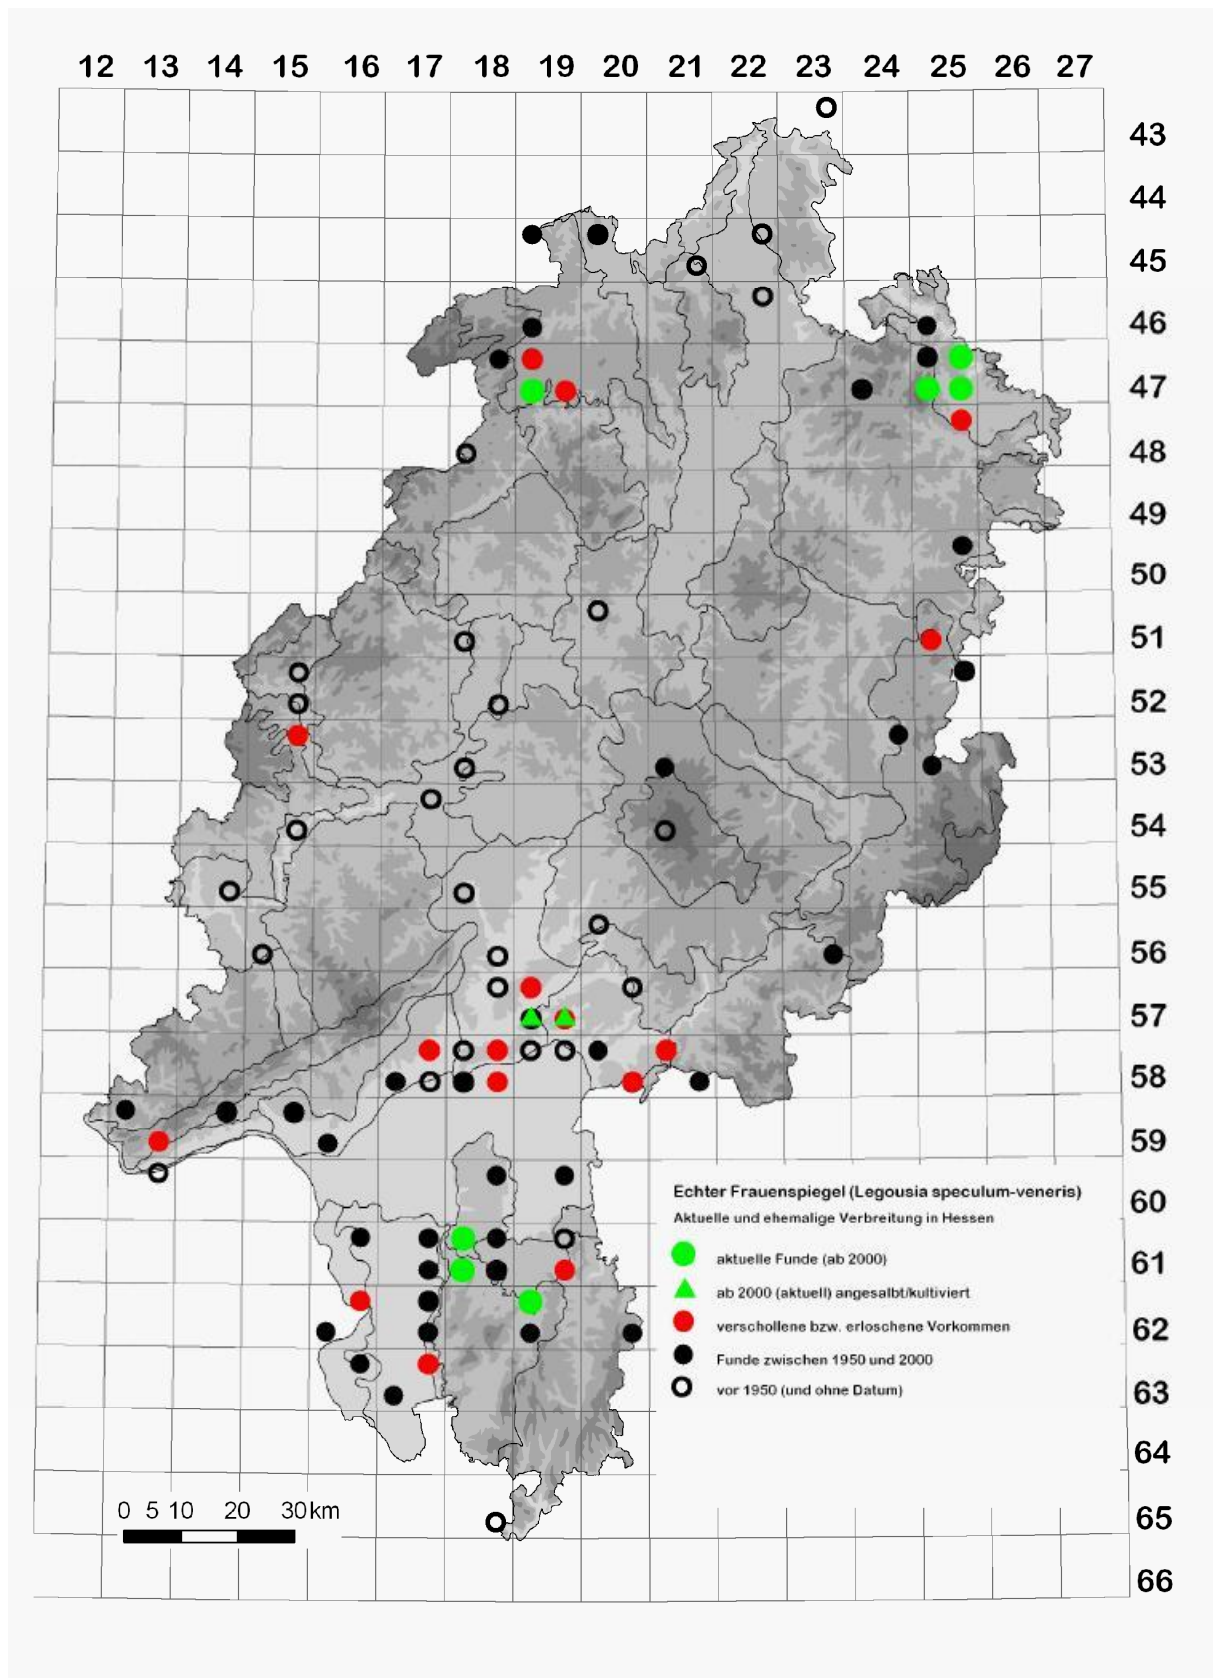 12 13 14 15 16 17 18 19 20 21 22 23 24 25 26 27
43
44
45
46
47
48
49
50
51
52
53
54
55
56
57
58
59
60
61
62
63
64
65
66
Echter Frauenspiegel (Legousia speculum-veneris)
Aktuelle und ehemalige Verbreitung in Hessen
aktuelle Funde (ab 2000)
ab 2000 (aktuell) angesalbt/kultiviert
verschollene bzw. erloschene Vorkommen
Funde zwischen 1950 und 2000
vor 1950 (und ohne Datum)
0 5 10 20 30km